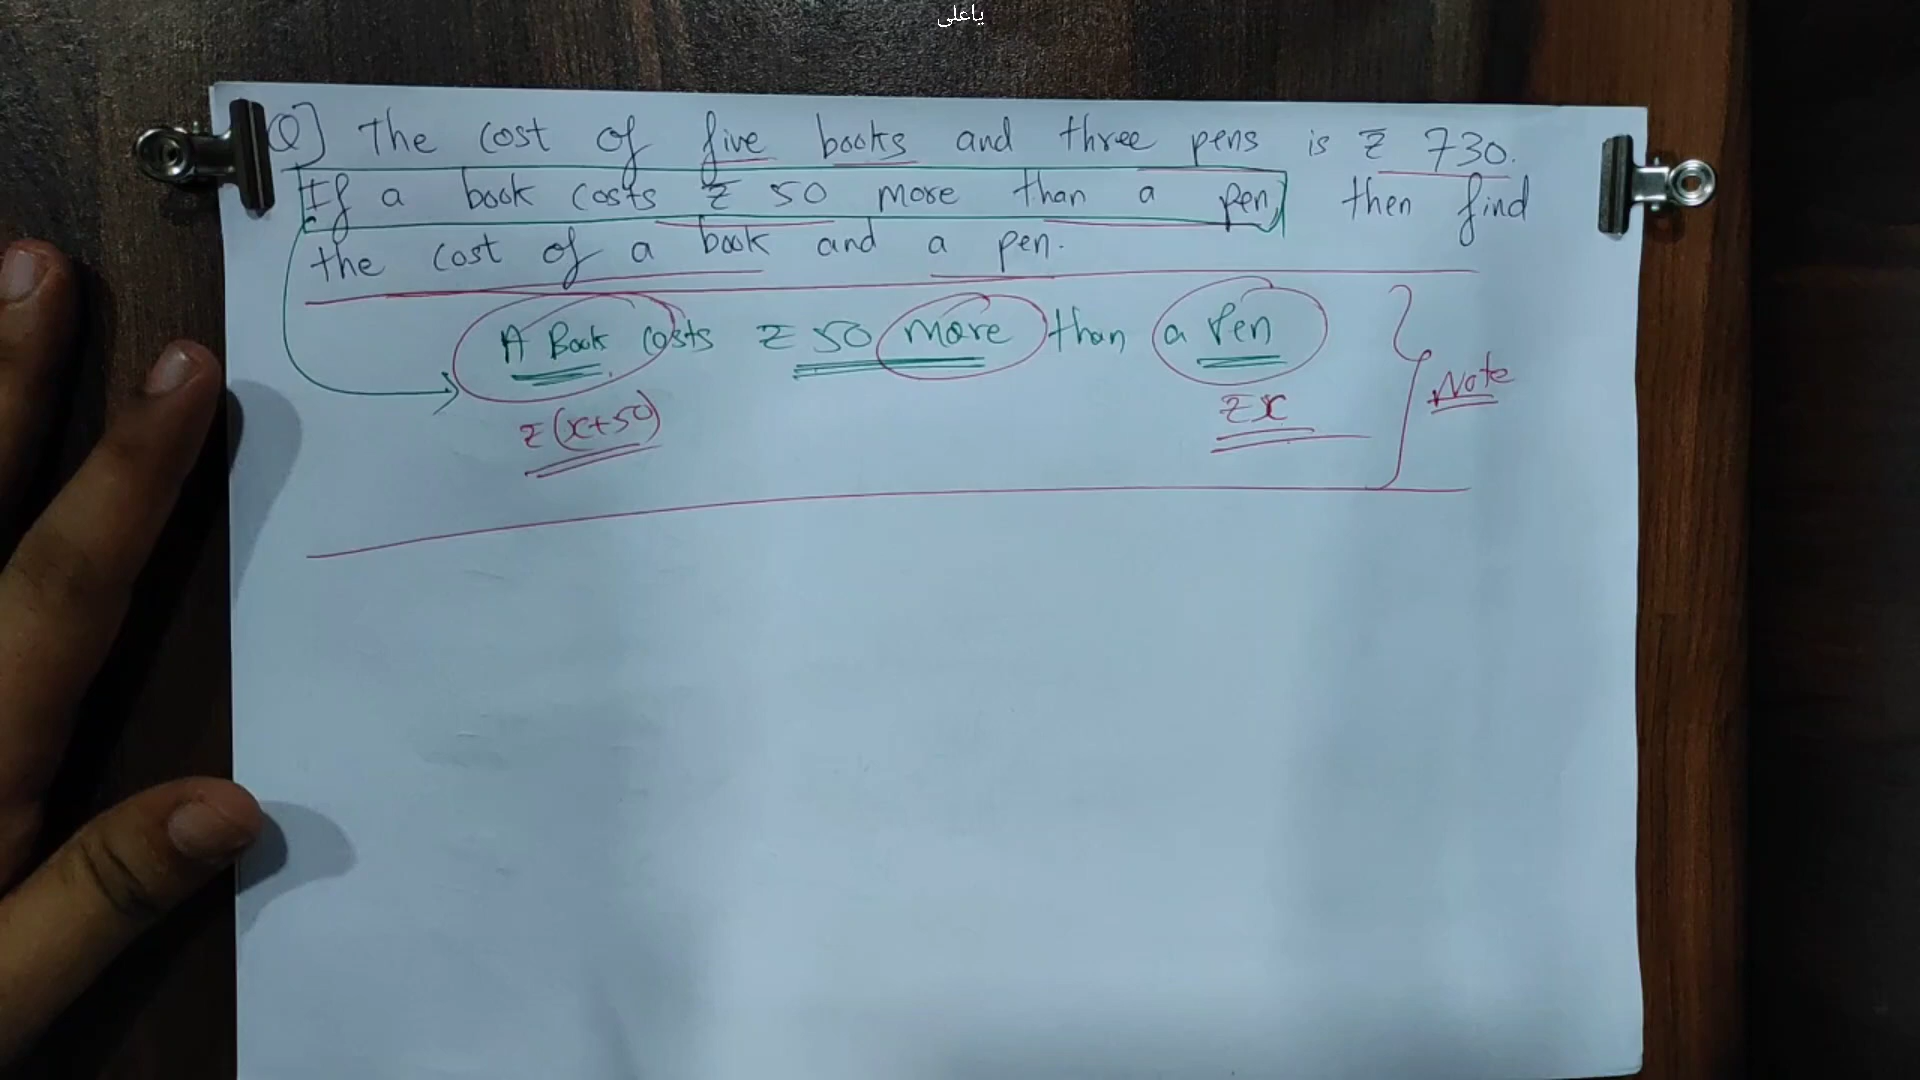 یاعلی
Q] The cost of five books and three pens is ₹ 730.
If a book costs ₹ 50 more than a pen, then find
the cost of a book and a pen.
A Book costs ₹ 50 more than a Pen
₹(x+50) ₹x
Note